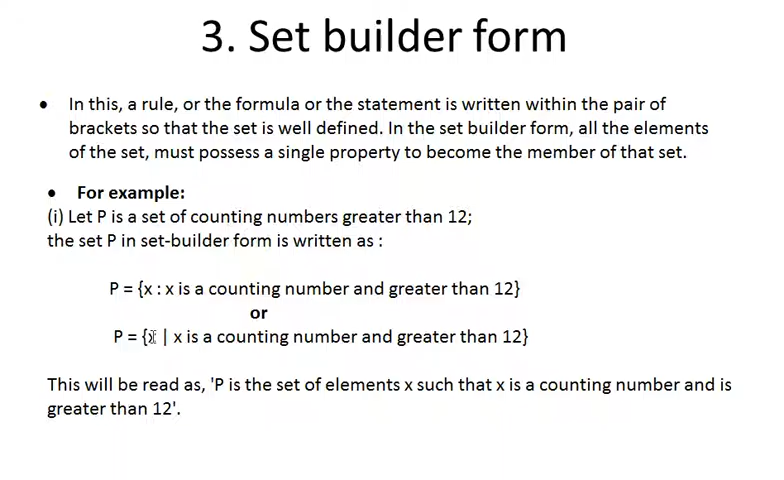 3. Set builder form
• In this, a rule, or the formula or the statement is written within the pair of
brackets so that the set is well defined. In the set builder form, all the elements
of the set, must possess a single property to become the member of that set.
• For example:
(i) Let P is a set of counting numbers greater than 12;
the set P in set-builder form is written as :
P = {x : x is a counting number and greater than 12}
or
P = {x | x is a counting number and greater than 12}
This will be read as, 'P is the set of elements x such that x is a counting number and is
greater than 12'.